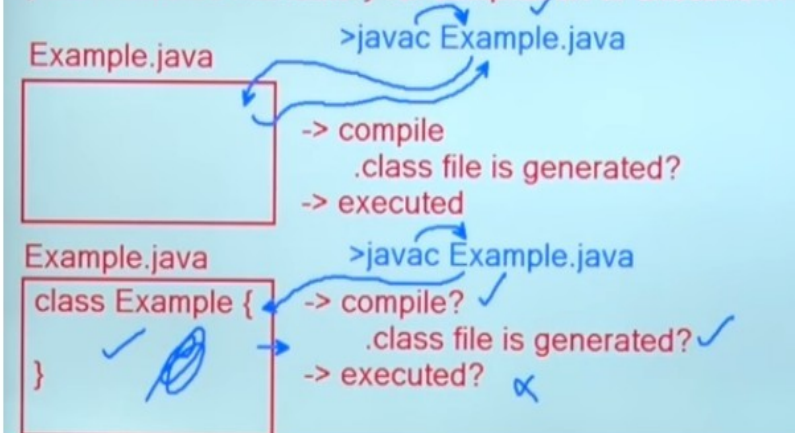 Example.java
>javac Example.java
-> compile
.class file is generated?
-> executed
Example.java
>javac Example.java
class Example {
-> compile?
.class file is generated?
}
-> executed?